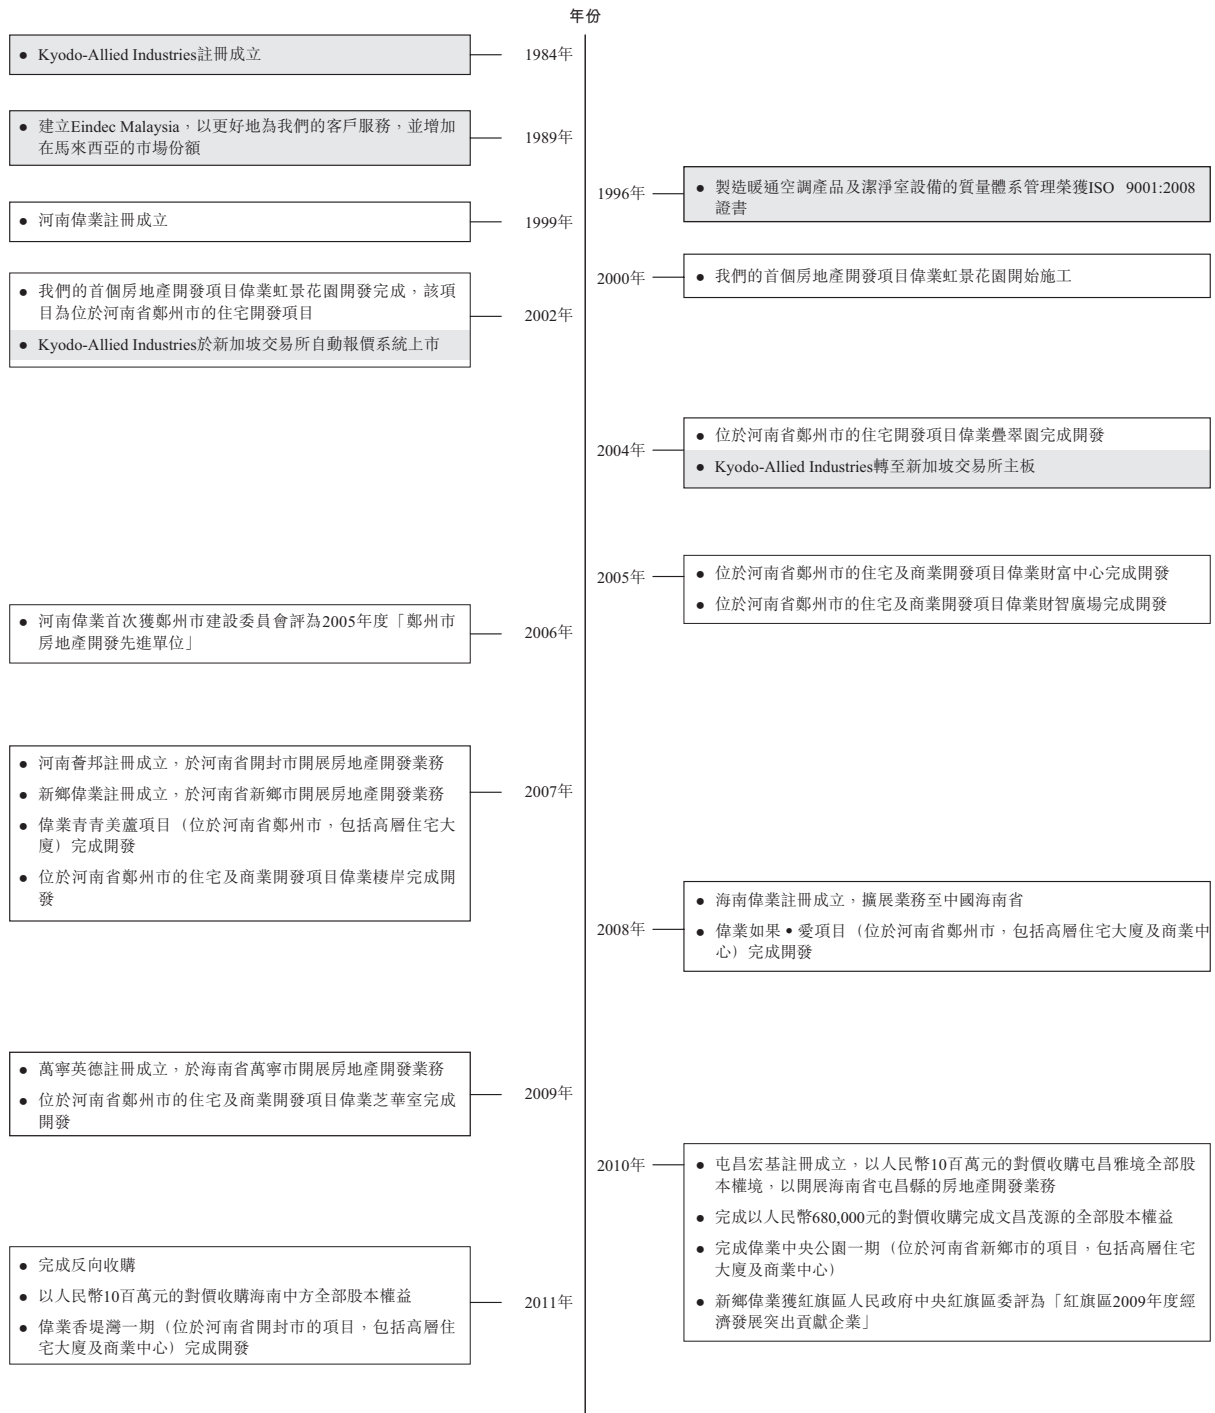 年份
● Kyodo-Allied Industries註冊成立
1984年
● 建立Eindec Malaysia，以更好地為我們的客戶服務，並增加
在馬來西亞的市場份額
1989年
1996年
● 製造暖通空調產品及潔淨室設備的質量體系管理榮獲ISO 9001:2008
證書
● 河南偉業註冊成立
1999年
2000年
● 我們的首個房地產開發項目偉業虹景花園開始施工
● 我們的首個房地產開發項目偉業虹景花園開發完成，該項
目為位於河南省鄭州市的住宅開發項目
● Kyodo-Allied Industries於新加坡交易所自動報價系統上市
2002年
2004年
● 位於河南省鄭州市的住宅開發項目偉業疊翠園完成開發
● Kyodo-Allied Industries轉至新加坡交易所主板
2005年
● 位於河南省鄭州市的住宅及商業開發項目偉業財富中心完成開發
● 位於河南省鄭州市的住宅及商業開發項目偉業財智廣場完成開發
● 河南偉業首次獲鄭州市建設委員會評為2005年度「鄭州市
房地產開發先進單位」
2006年
● 河南薈邦註冊成立，於河南省開封市開展房地產開發業務
● 新鄉偉業註冊成立，於河南省新鄉市開展房地產開發業務
● 偉業青青美蘆項目（位於河南省鄭州市，包括高層住宅大
廈）完成開發
● 位於河南省鄭州市的住宅及商業開發項目偉業棲岸完成開
發
2007年
2008年
● 海南偉業註冊成立，擴展業務至中國海南省
● 偉業如果•愛項目（位於河南省鄭州市，包括高層住宅大廈及商業中
心）完成開發
● 萬寧英德註冊成立，於海南省萬寧市開展房地產開發業務
● 位於河南省鄭州市的住宅及商業開發項目偉業芝華室完成
開發
2009年
2010年
● 屯昌宏基註冊成立，以人民幣10百萬元的對價收購屯昌雅境全部股
本權境，以開展海南省屯昌縣的房地產開發業務
● 完成以人民幣680,000元的對價收購完成文昌茂源的全部股本權益
● 完成偉業中央公園一期（位於河南省新鄉市的項目，包括高層住宅
大廈及商業中心）
● 新鄉偉業獲紅旗區人民政府中央紅旗區委評為「紅旗區2009年度經
濟發展突出貢獻企業」
● 完成反向收購
● 以人民幣10百萬元的對價收購海南中方全部股本權益
● 偉業香堤灣一期（位於河南省開封市的項目，包括高層住
宅大廈及商業中心）完成開發
2011年